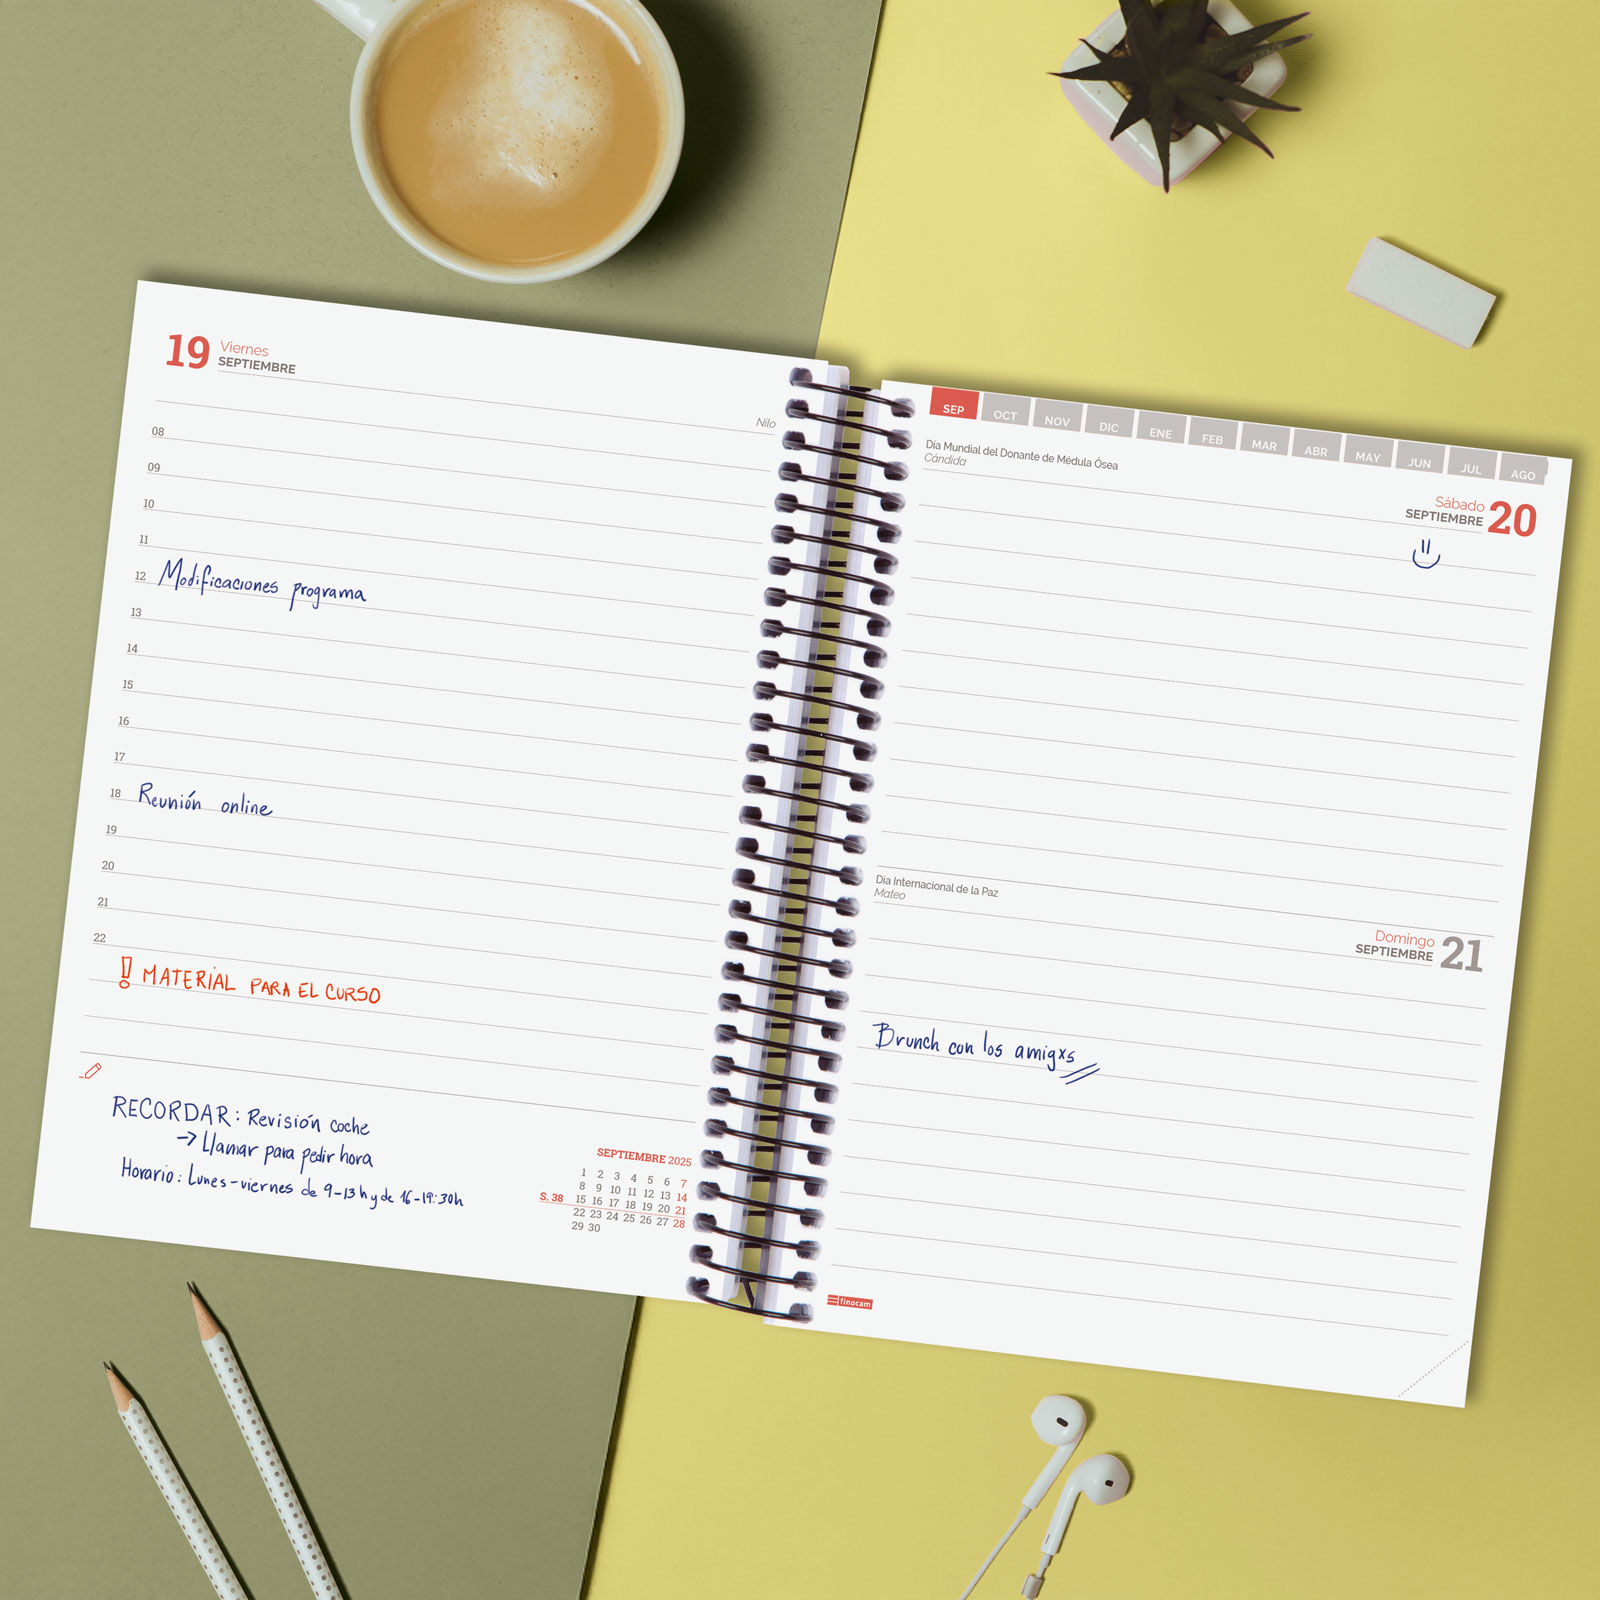 19 Viernes
SEPTIEMBRE
Nilo
08
09
10
11
12 Modificaciones programa
13
14
15
16
17
18 Reunión online
19
20
21
22
! MATERIAL PARA EL CURSO
RECORDAR: Revisión coche
→ Llamar para pedir hora
Horario: Lunes-viernes de 9-13h y de 16-19:30h
SEPTIEMBRE 2025
1 2 3 4 5 6 7
8 9 10 11 12 13 14
S. 38 15 16 17 18 19 20 21
22 23 24 25 26 27 28
29 30
SEP OCT NOV DIC ENE FEB MAR ABR MAY JUN JUL AGO
Día Mundial del Donante de Médula Ósea
Cándida
Sábado 20
SEPTIEMBRE
Día Internacional de la Paz
Mateo
Domingo 21
SEPTIEMBRE
Brunch con los amigxs
finocam